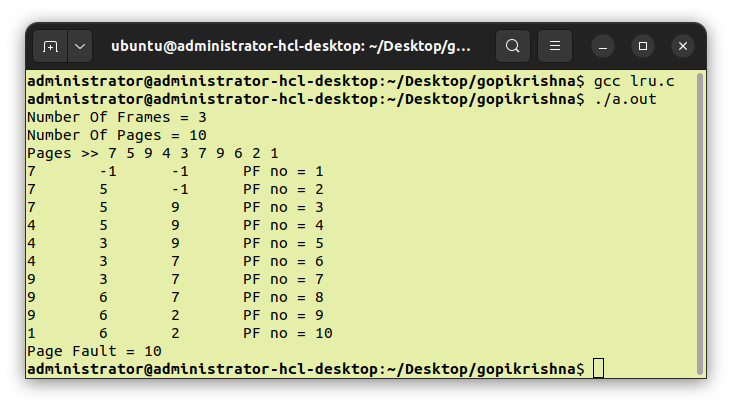 ubuntu@administrator-hcl-desktop: ~/Desktop/g...
administrator@administrator-hcl-desktop:~/Desktop/gopikrishna$ gcc lru.c
administrator@administrator-hcl-desktop:~/Desktop/gopikrishna$ ./a.out
Number Of Frames = 3
Number Of Pages = 10
Pages >> 7 5 9 4 3 7 9 6 2 1
7 -1 -1 PF no = 1
7 5 -1 PF no = 2
7 5 9 PF no = 3
4 5 9 PF no = 4
4 3 9 PF no = 5
4 3 7 PF no = 6
9 3 7 PF no = 7
9 6 7 PF no = 8
9 6 2 PF no = 9
1 6 2 PF no = 10
Page Fault = 10
administrator@administrator-hcl-desktop:~/Desktop/gopikrishna$